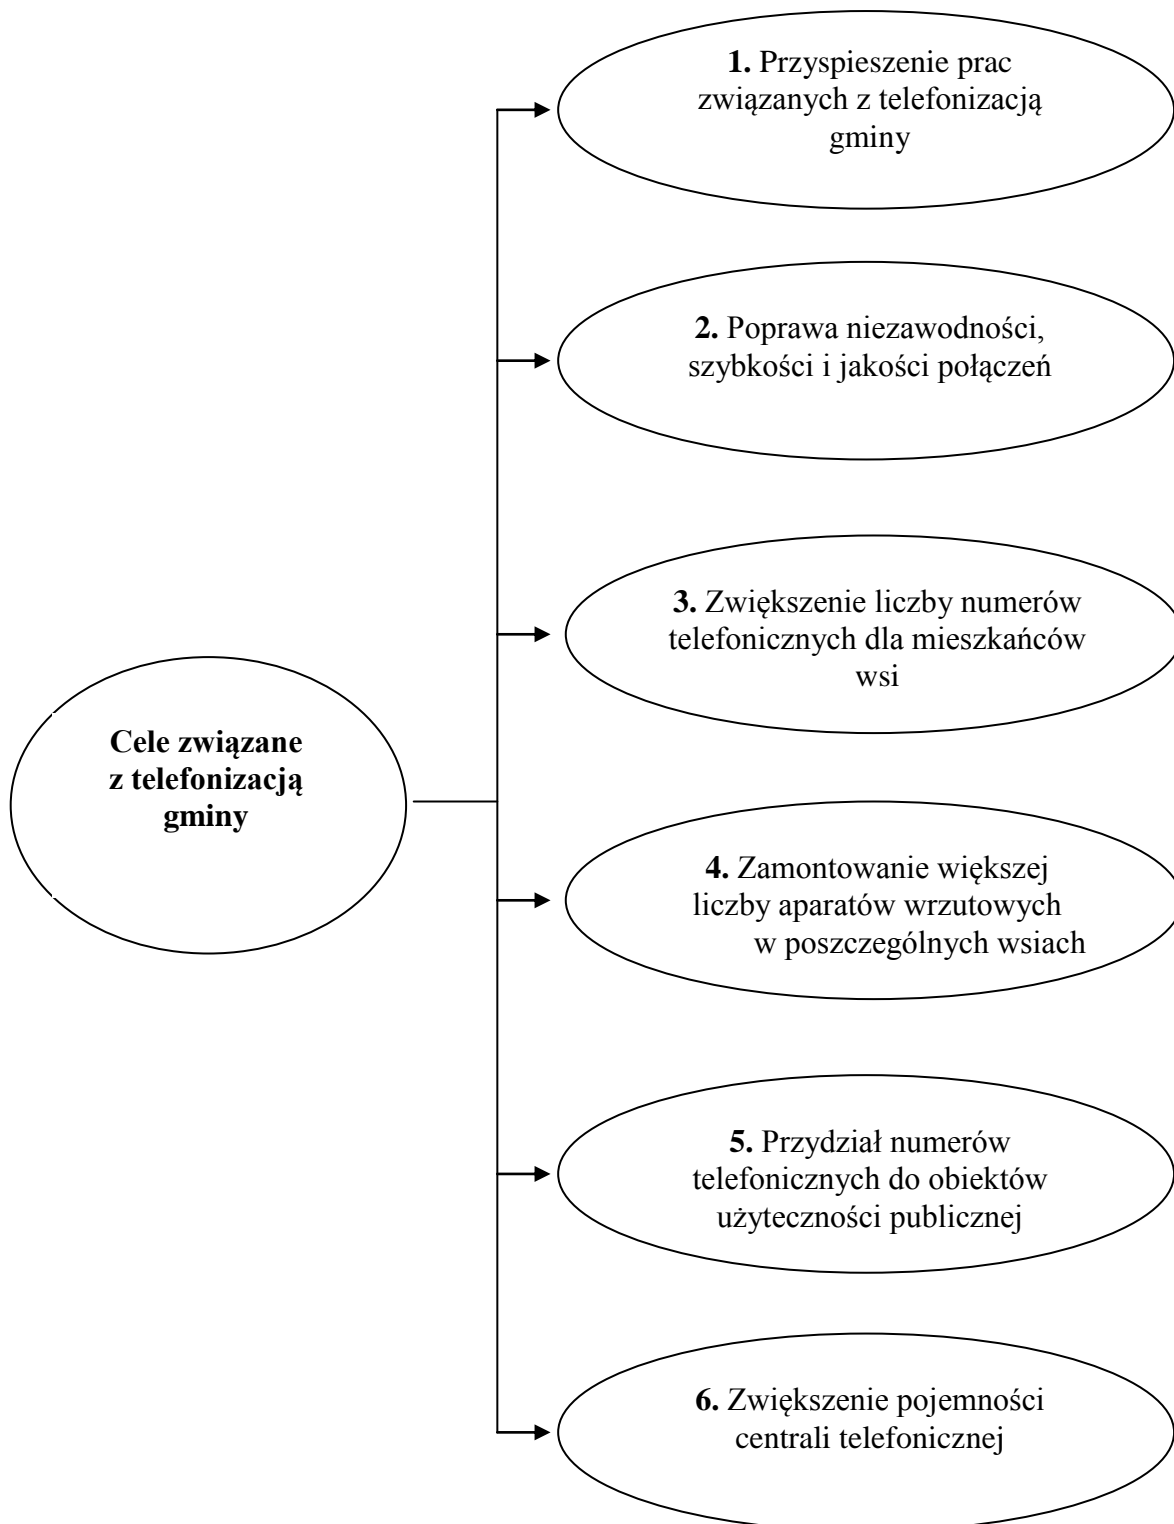 1. Przyspieszenie prac
związanych z telefonizacją
gminy
2. Poprawa niezawodności,
szybkości i jakości połączeń
3. Zwiększenie liczby numerów
telefonicznych dla mieszkańców
wsi
Cele związane
z telefonizacją
gminy
4. Zamontowanie większej
liczby aparatów wrzutowych
w poszczególnych wsiach
5. Przydział numerów
telefonicznych do obiektów
użyteczności publicznej
6. Zwiększenie pojemności
centrali telefonicznej